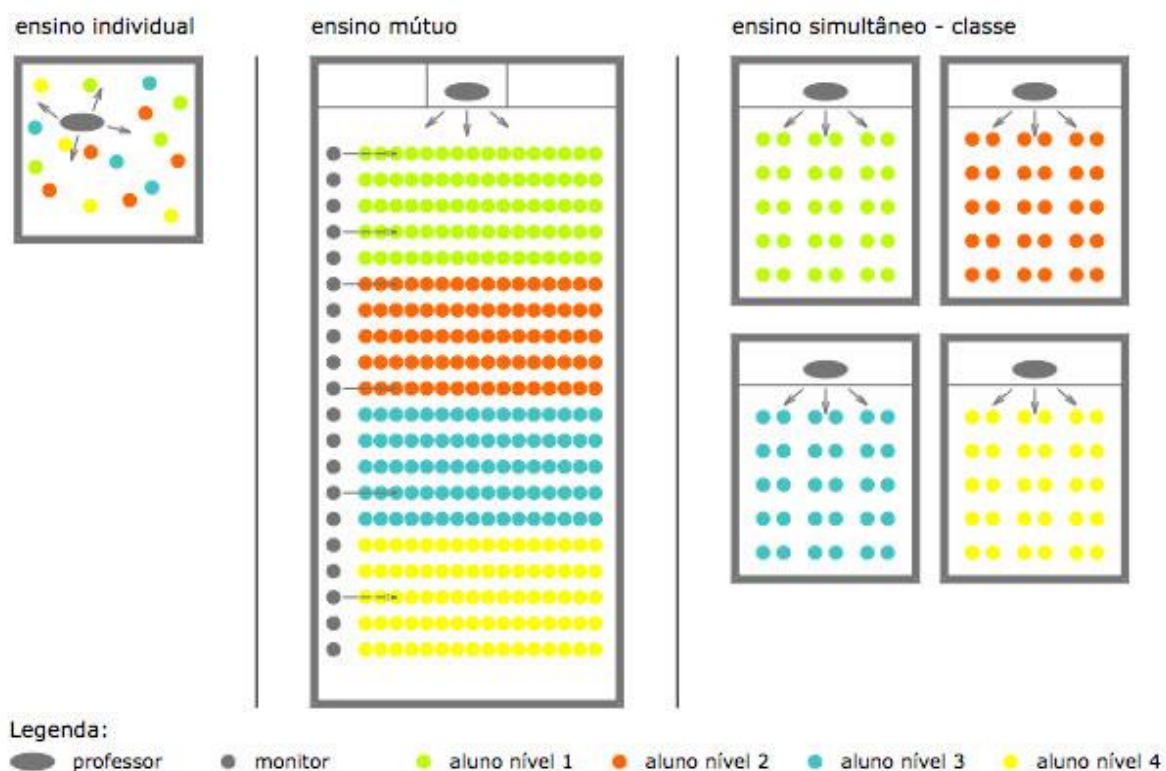 ensino individual
ensino mútuo
ensino simultâneo - classe
Legenda:
professor
monitor
aluno nível 1
aluno nível 2
aluno nível 3
aluno nível 4